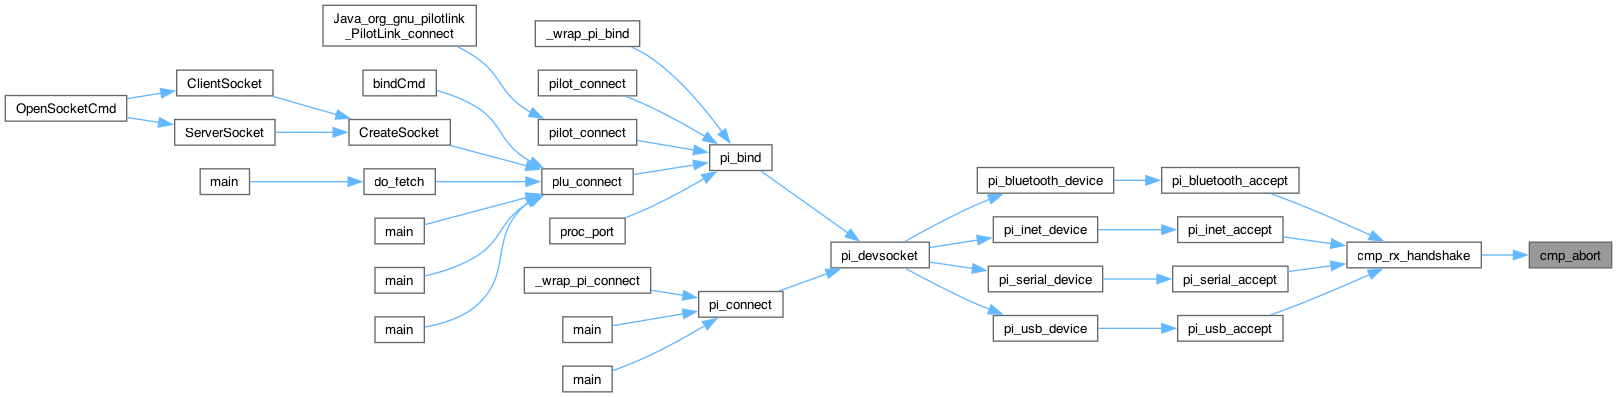 Java_org_gnu_pilotlink
_PilotLink_connect
_wrap_pi_bind
ClientSocket
bindCmd
pilot_connect
OpenSocketCmd
ServerSocket
CreateSocket
pilot_connect
pi_bind
main
do_fetch
plu_connect
pi_bluetooth_device
pi_bluetooth_accept
main
proc_port
pi_inet_device
pi_inet_accept
pi_devsocket
cmp_rx_handshake
cmp_abort
main
_wrap_pi_connect
pi_serial_device
pi_serial_accept
pi_connect
main
main
pi_usb_device
pi_usb_accept
main